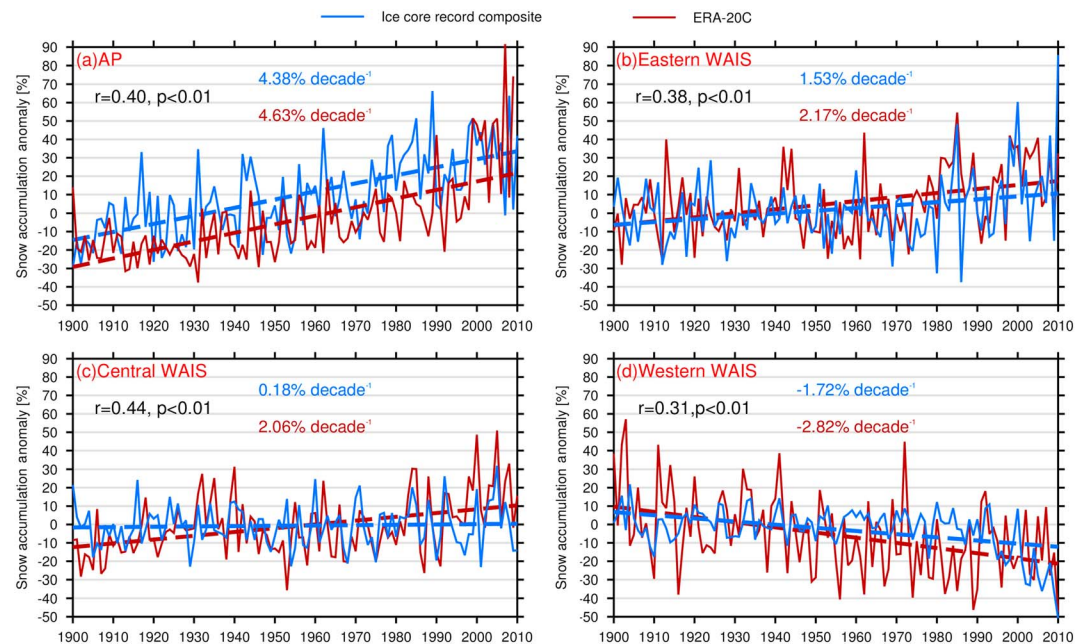 Ice core record composite ERA-20C
(a)AP
4.38% decade⁻¹
r=0.40, p<0.01
4.63% decade⁻¹
Snow accumulation anomaly [%]
90
80
70
60
50
40
30
20
10
0
-10
-20
-30
-40
-50
1900 1910 1920 1930 1940 1950 1960 1970 1980 1990 2000 2010
(b)Eastern WAIS
1.53% decade⁻¹
r=0.38, p<0.01
2.17% decade⁻¹
Snow accumulation anomaly [%]
90
80
70
60
50
40
30
20
10
0
-10
-20
-30
-40
-50
1900 1910 1920 1930 1940 1950 1960 1970 1980 1990 2000 2010
(c)Central WAIS
0.18% decade⁻¹
r=0.44, p<0.01
2.06% decade⁻¹
Snow accumulation anomaly [%]
90
80
70
60
50
40
30
20
10
0
-10
-20
-30
-40
-50
1900 1910 1920 1930 1940 1950 1960 1970 1980 1990 2000 2010
(d)Western WAIS
-1.72% decade⁻¹
r=0.31,p<0.01
-2.82% decade⁻¹
Snow accumulation anomaly [%]
90
80
70
60
50
40
30
20
10
0
-10
-20
-30
-40
-50
1900 1910 1920 1930 1940 1950 1960 1970 1980 1990 2000 2010